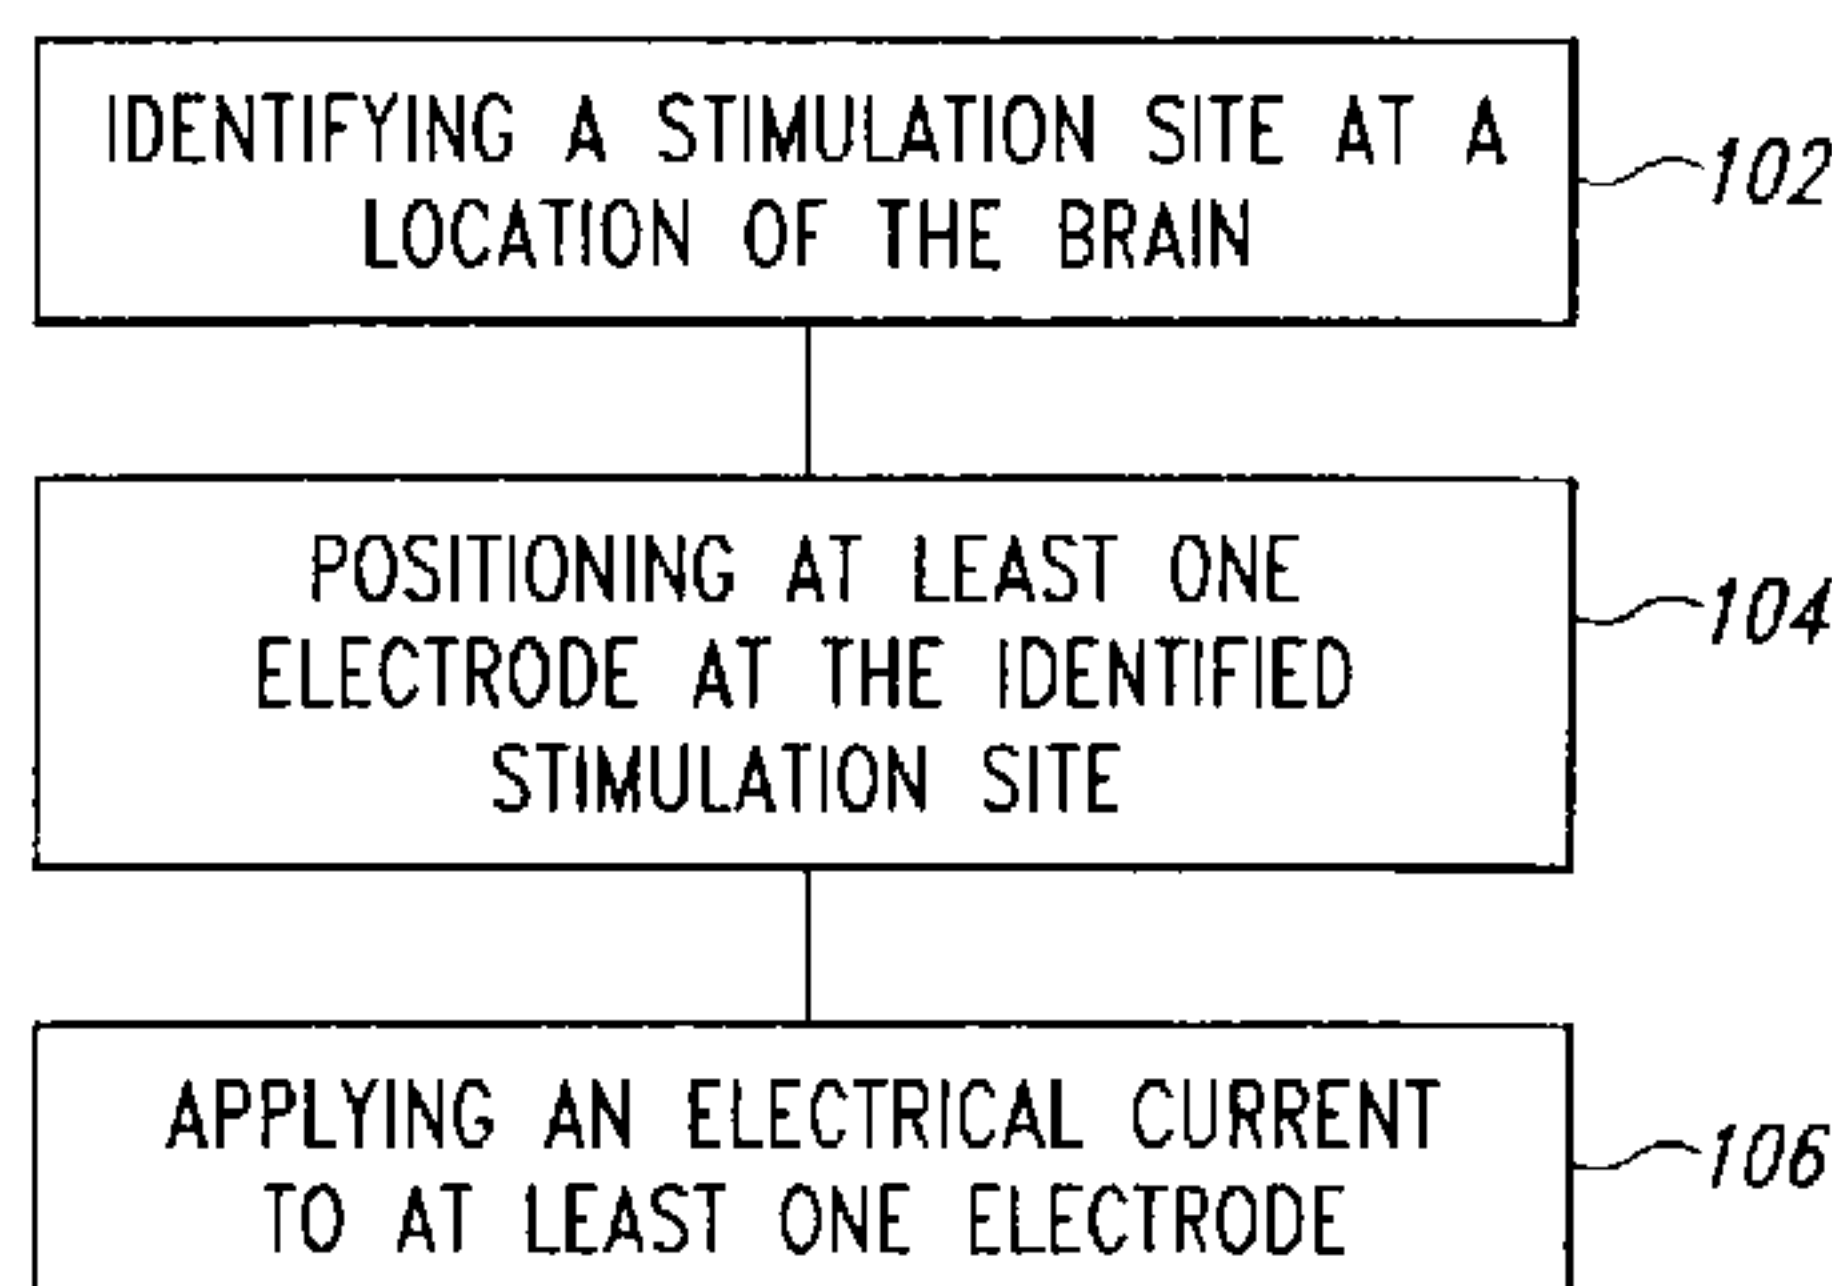 IDENTIFYING A STIMULATION SITE AT A
LOCATION OF THE BRAIN
102
POSITIONING AT LEAST ONE
ELECTRODE AT THE IDENTIFIED
STIMULATION SITE
104
APPLYING AN ELECTRICAL CURRENT
TO AT LEAST ONE ELECTRODE
106